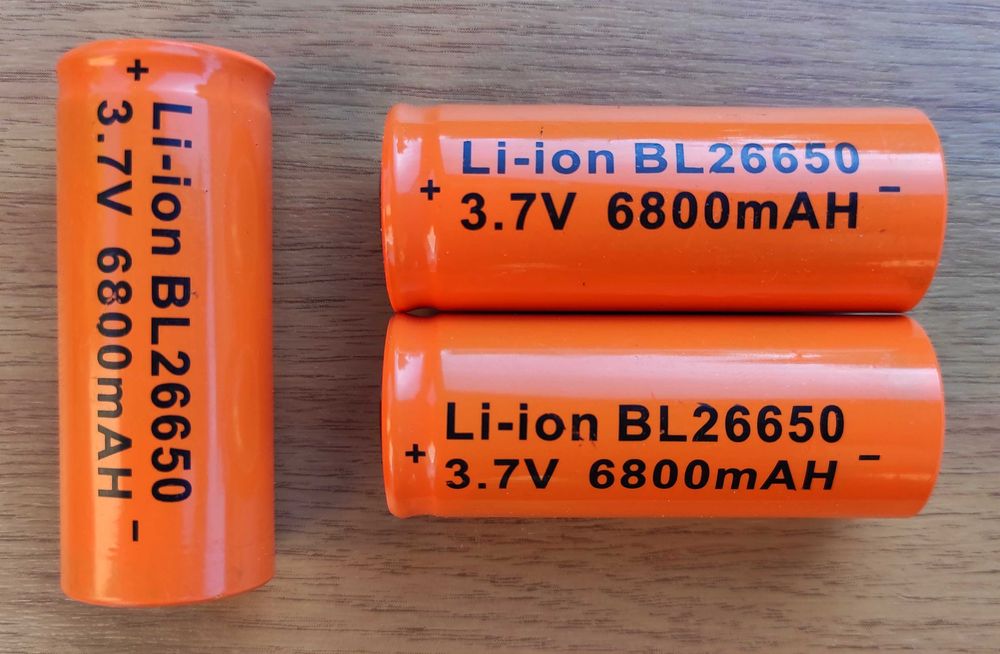 +
Li-ion BL26650
3.7V 6800mAH
-
+
Li-ion BL26650
3.7V 6800mAH
-
+
Li-ion BL26650
3.7V 6800mAH
-